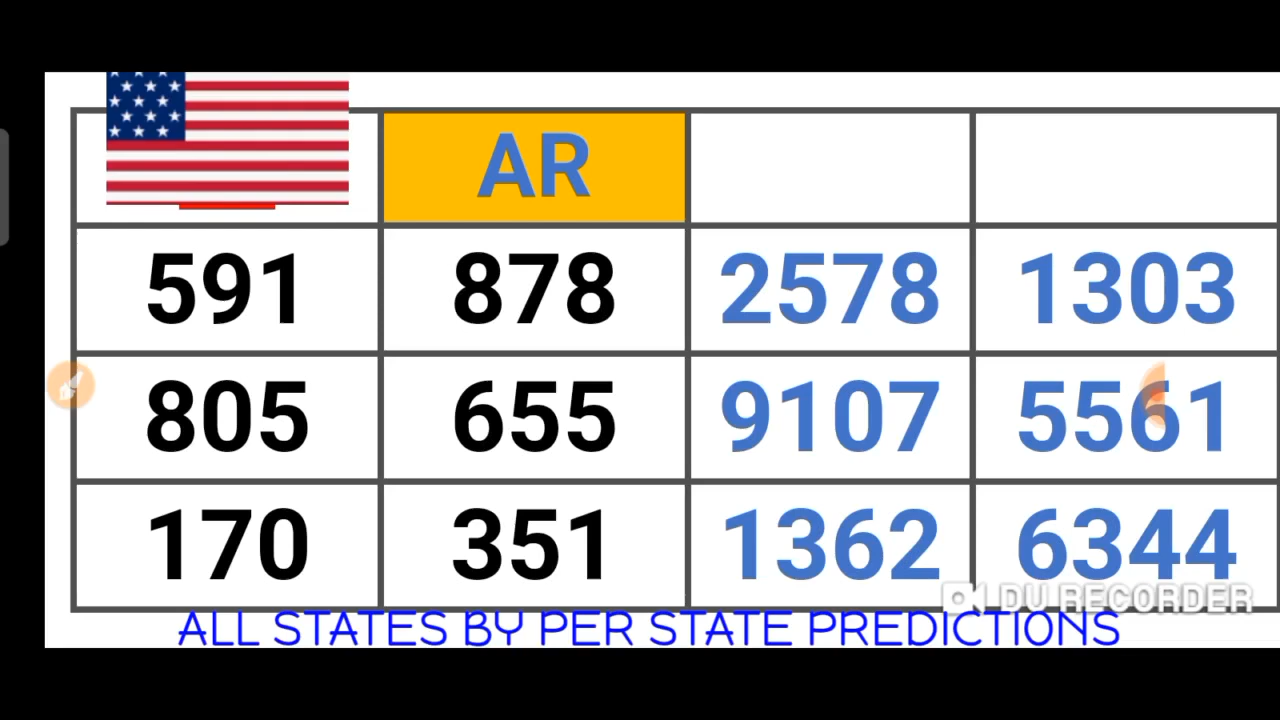 AR
591 878 2578 1303
805 655 9107 5561
170 351 1362 6344
DU RECORDER
ALL STATES BY PER STATE PREDICTIONS